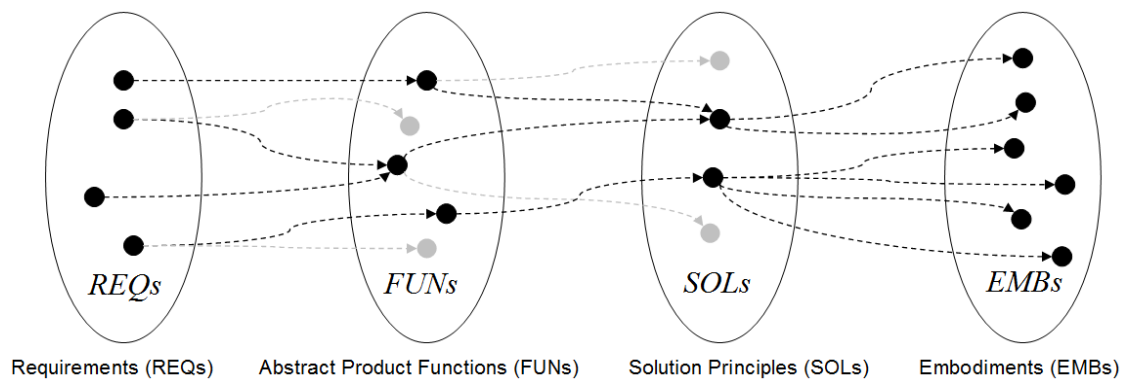 REQs
FUNs
SOLs
EMBs
Requirements (REQs)
Abstract Product Functions (FUNs)
Solution Principles (SOLs)
Embodiments (EMBs)